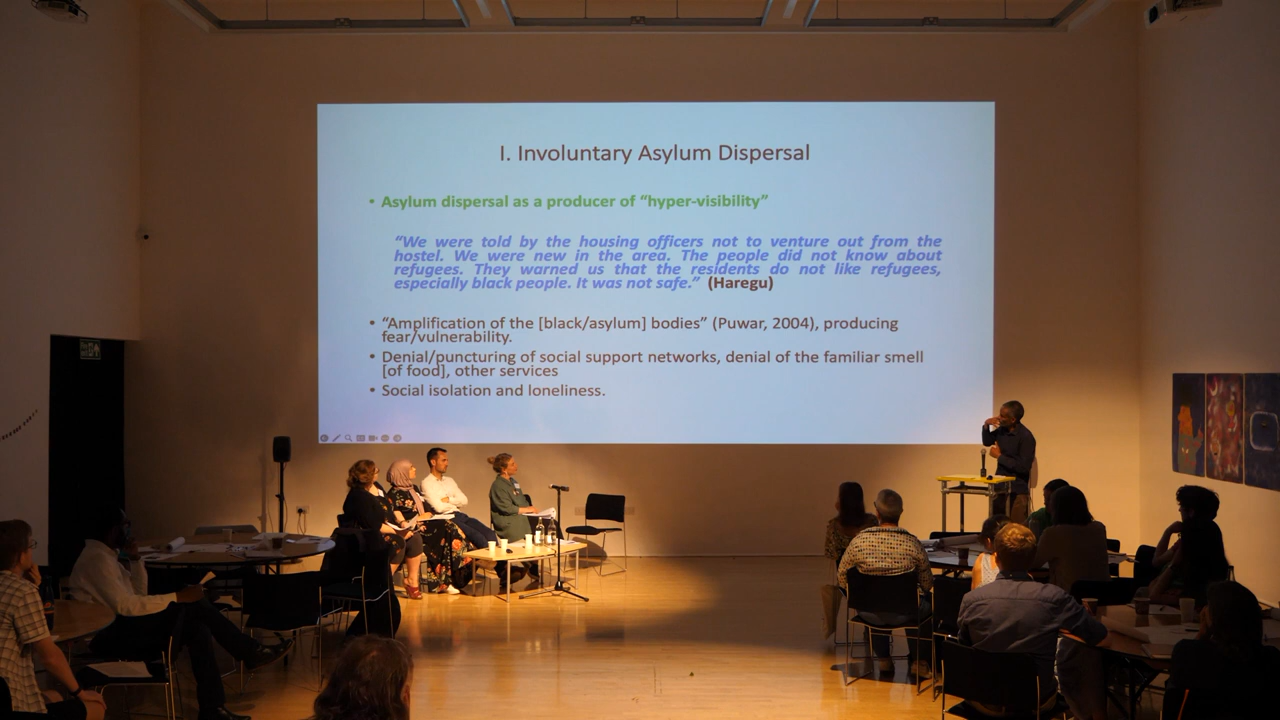 I. Involuntary Asylum Dispersal
• Asylum dispersal as a producer of “hyper-visibility”
“We were told by the housing officers not to venture out from the
hostel. We were new in the area. The people did not know about
refugees. They warned us that the residents do not like refugees,
especially black people. It was not safe.” (Haregu)
• “Amplification of the [black/asylum] bodies” (Puwar, 2004), producing
fear/vulnerability.
• Denial/puncturing of social support networks, denial of the familiar smell
[of food], other services
• Social isolation and loneliness.